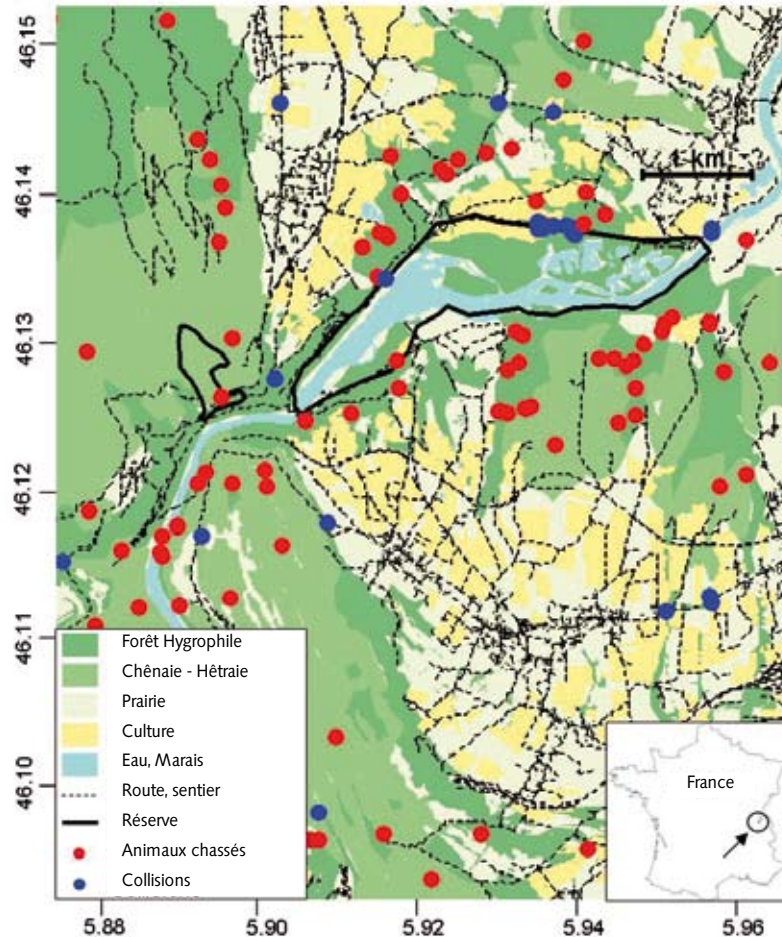 46.15
46.14
1 km
46.13
46.12
46.11
46.10
Forêt Hygrophile
Chênaie - Hêtraie
Prairie
Culture
Eau, Marais
Route, sentier
Réserve
Animaux chassés
Collisions
France
5.88
5.90
5.92
5.94
5.96